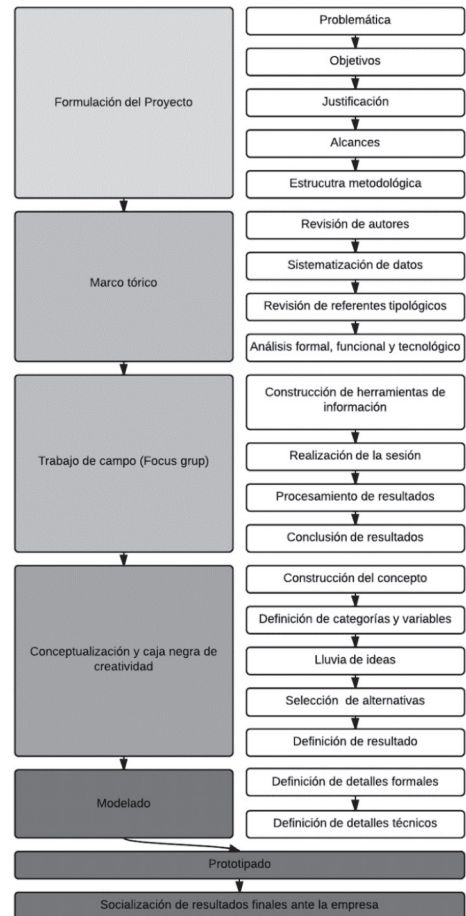 Formulación del Proyecto
Problemática
Objetivos
Justificación
Alcances
Estrucutra metodológica
Marco tórico
Revisión de autores
Sistematización de datos
Revisión de referentes tipológicos
Análisis formal, funcional y tecnológico
Trabajo de campo (Focus grup)
Construcción de herramientas de
información
Realización de la sesión
Procesamiento de resultados
Conclusión de resultados
Conceptualización y caja negra de
creatividad
Construcción del concepto
Definición de categorías y variables
Lluvia de ideas
Selección de alternativas
Definición de resultado
Modelado
Definición de detalles formales
Definición de detalles técnicos
Prototipado
Socialización de resultados finales ante la empresa